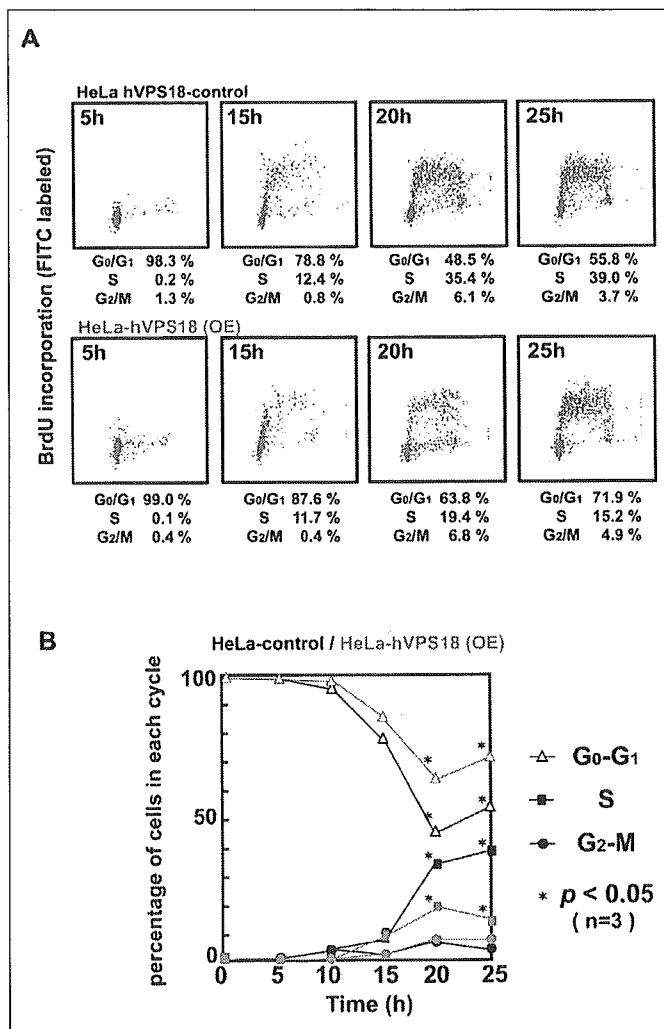 A
HeLa hVPS18-control
5h
15h
20h
25h
BrdU incorporation (FITC labeled)
G0/G1 98.3 %
S 0.2 %
G2/M 1.3 %
G0/G1 78.8 %
S 12.4 %
G2/M 0.8 %
G0/G1 48.5 %
S 35.4 %
G2/M 6.1 %
G0/G1 55.8 %
S 39.0 %
G2/M 3.7 %
HeLa-hVPS18 (OE)
5h
15h
20h
25h
G0/G1 99.0 %
S 0.1 %
G2/M 0.4 %
G0/G1 87.6 %
S 11.7 %
G2/M 0.4 %
G0/G1 63.8 %
S 19.4 %
G2/M 6.8 %
G0/G1 71.9 %
S 15.2 %
G2/M 4.9 %
B
HeLa-control / HeLa-hVPS18 (OE)
percentage of cells in each cycle
100
50
0
0 5 10 15 20 25
Time (h)
G0-G1
S
G2-M
* p < 0.05
( n=3 )